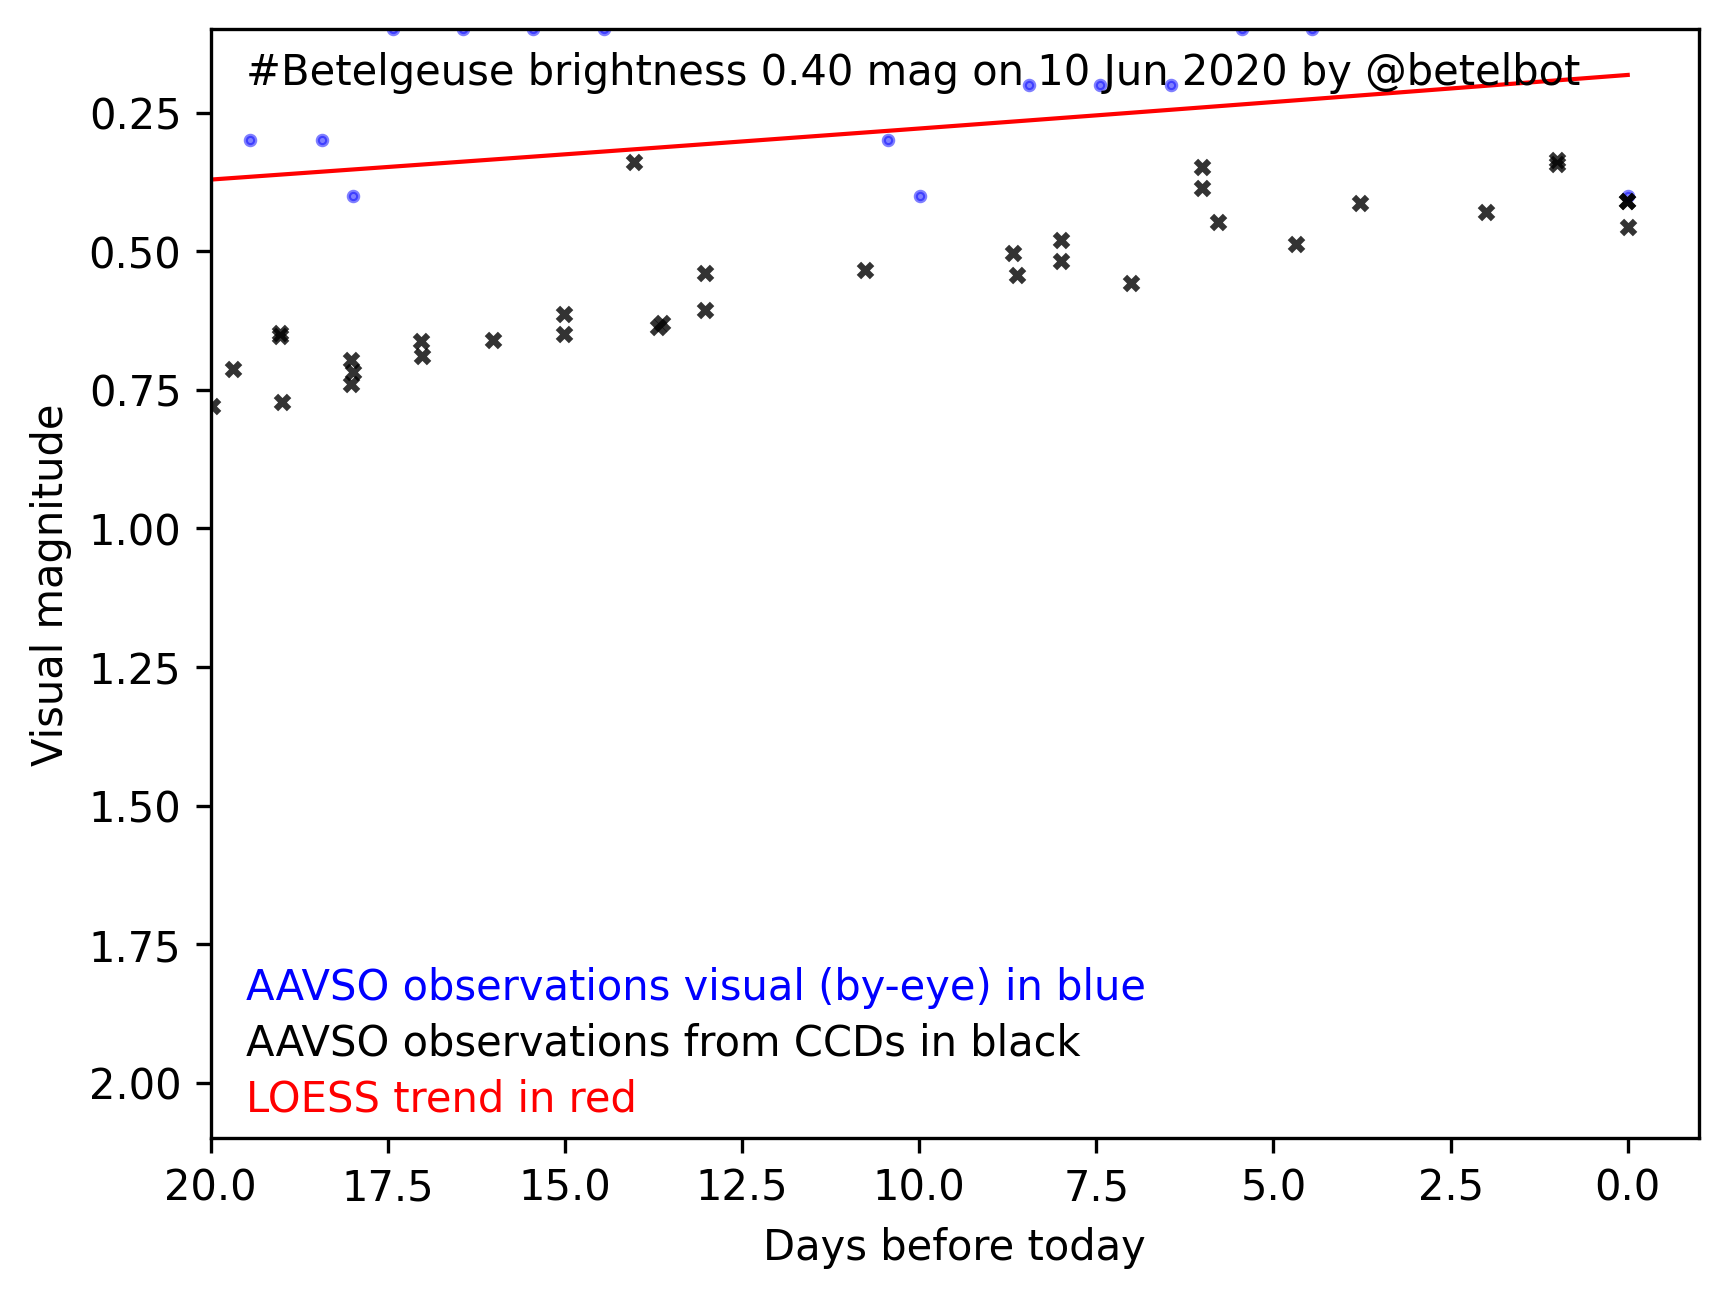 #Betelgeuse brightness 0.40 mag on 10 Jun 2020 by @betelbot
0.25
0.50
0.75
1.00
1.25
1.50
1.75
2.00
Visual magnitude
AAVSO observations visual (by-eye) in blue
AAVSO observations from CCDs in black
LOESS trend in red
20.0 17.5 15.0 12.5 10.0 7.5 5.0 2.5 0.0
Days before today